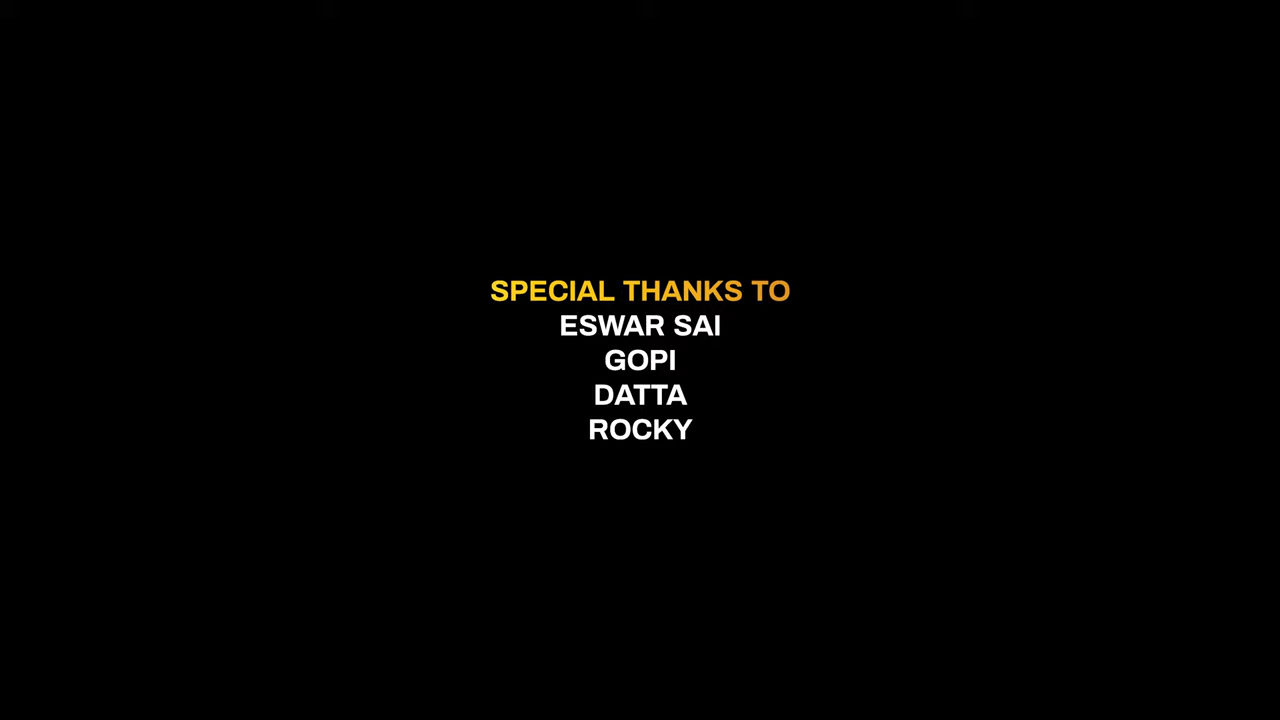 SPECIAL THANKS TO
ESWAR SAI
GOPI
DATTA
ROCKY